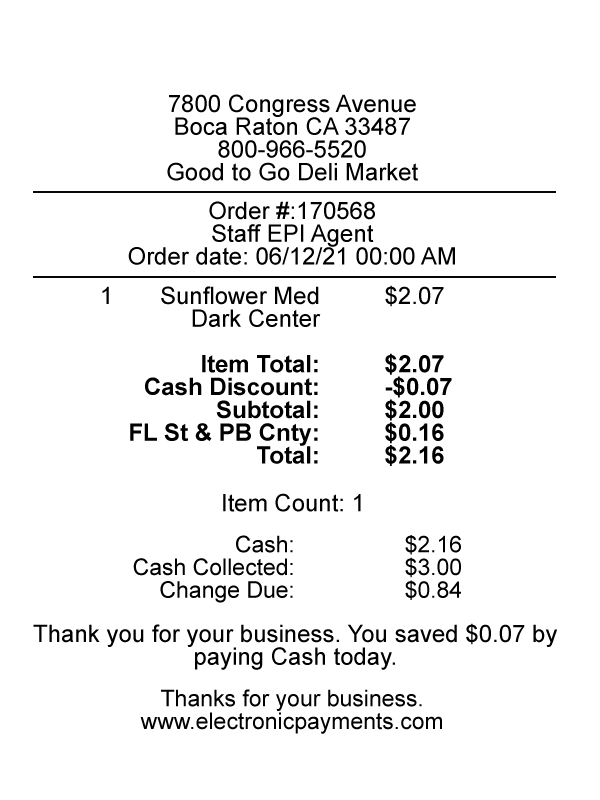 7800 Congress Avenue
Boca Raton CA 33487
800-966-5520
Good to Go Deli Market
Order #:170568
Staff EPI Agent
Order date: 06/12/21 00:00 AM
1 Sunflower Med $2.07
Dark Center
Item Total: $2.07
Cash Discount: -$0.07
Subtotal: $2.00
FL St & PB Cnty: $0.16
Total: $2.16
Item Count: 1
Cash: $2.16
Cash Collected: $3.00
Change Due: $0.84
Thank you for your business. You saved $0.07 by
paying Cash today.
Thanks for your business.
www.electronicpayments.com